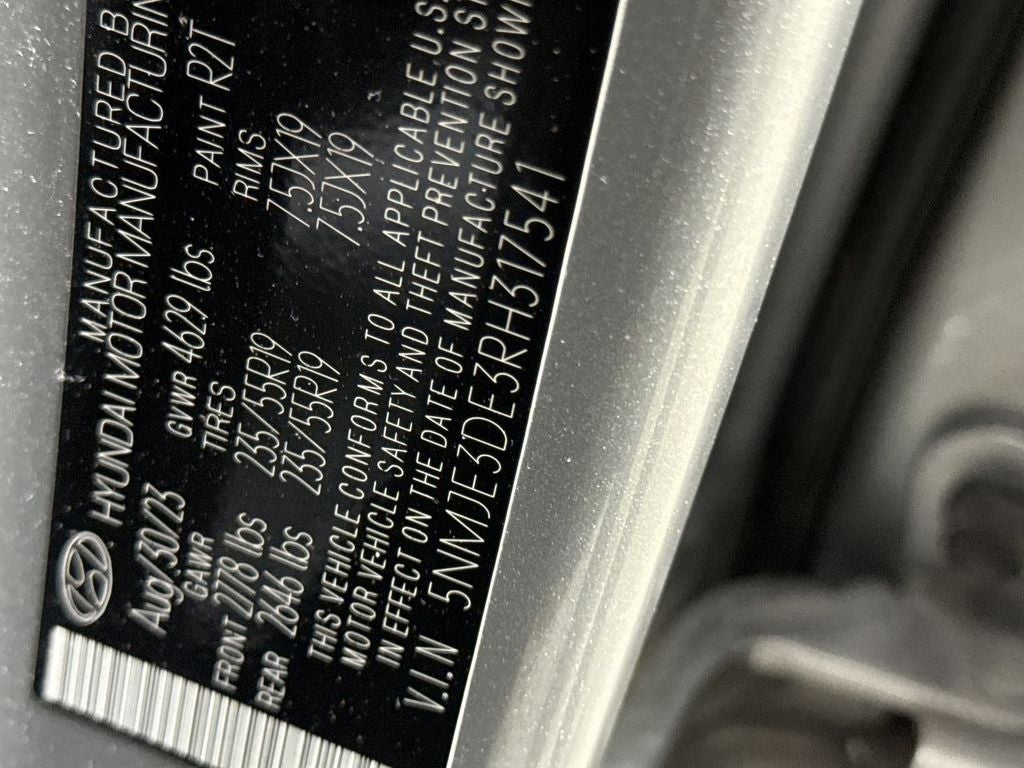 MANUFACTURED B
HYUNDAI MOTOR MANUFACTURIN
Aug/30/23 GVWR 4629 lbs PAINT R2T
GAWR TIRES RIMS
FRONT 2778 lbs 235/55R19 7.5JX19
REAR 2646 lbs 235/55R19 7.5JX19
THIS VEHICLE CONFORMS TO ALL APPLICABLE U.S.
MOTOR VEHICLE SAFETY AND THEFT PREVENTION ST
IN EFFECT ON THE DATE OF MANUFACTURE SHOWN
V.I.N 5NMJE3DE3RH317541